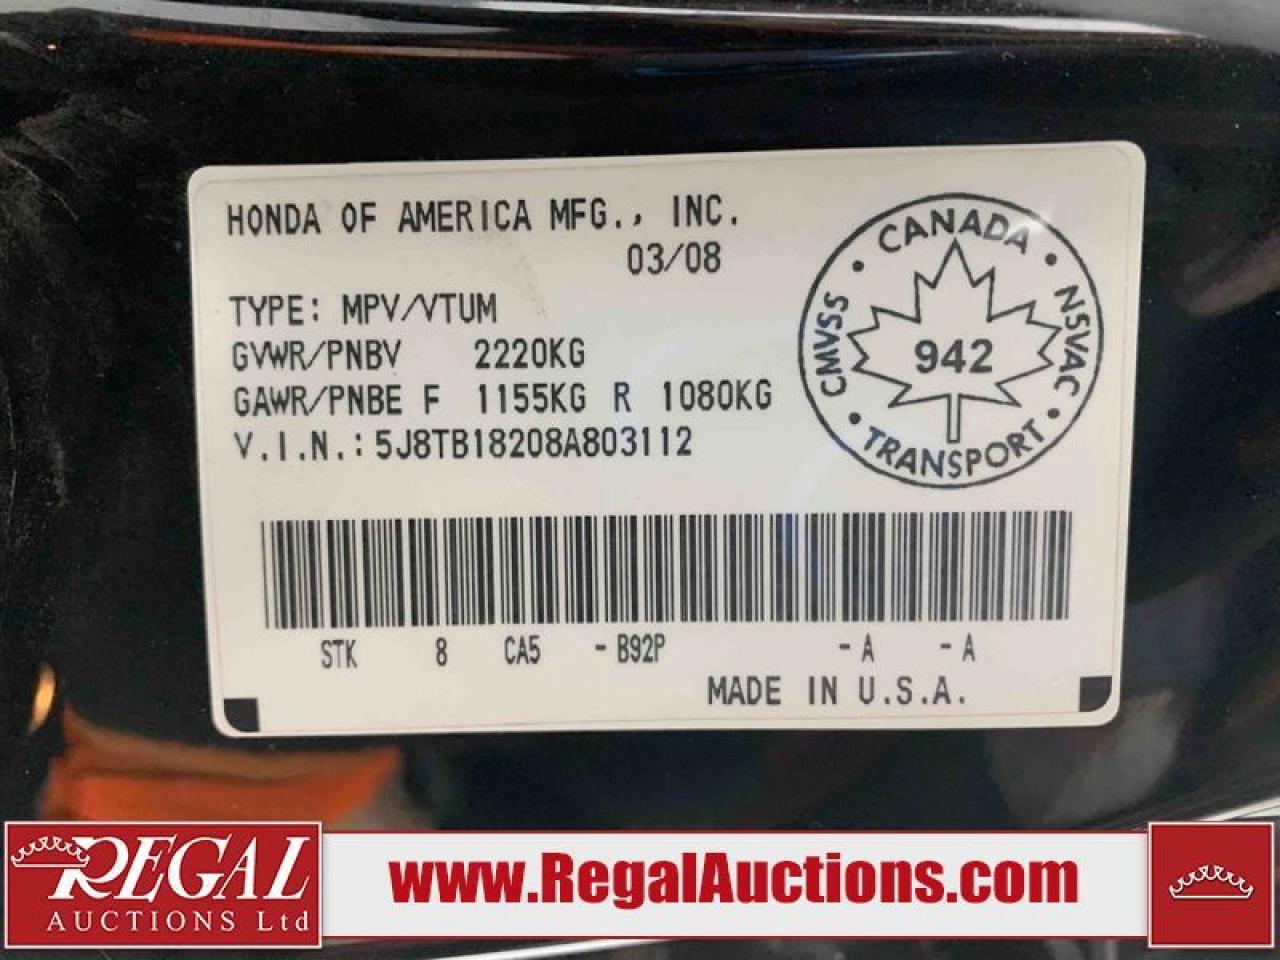 HONDA OF AMERICA MFG., INC.
03/08
TYPE: MPV/VTUM
GVWR/PNBV 2220KG
GAWR/PNBE F 1155KG R 1080KG
V.I.N.: 5J8TB18208A803112
CANADA
CMVSS
942
NSVAC
TRANSPORT
STK 8 CA5 -B92P -A -A
MADE IN U.S.A.
REGAL
AUCTIONS Ltd
www.RegalAuctions.com